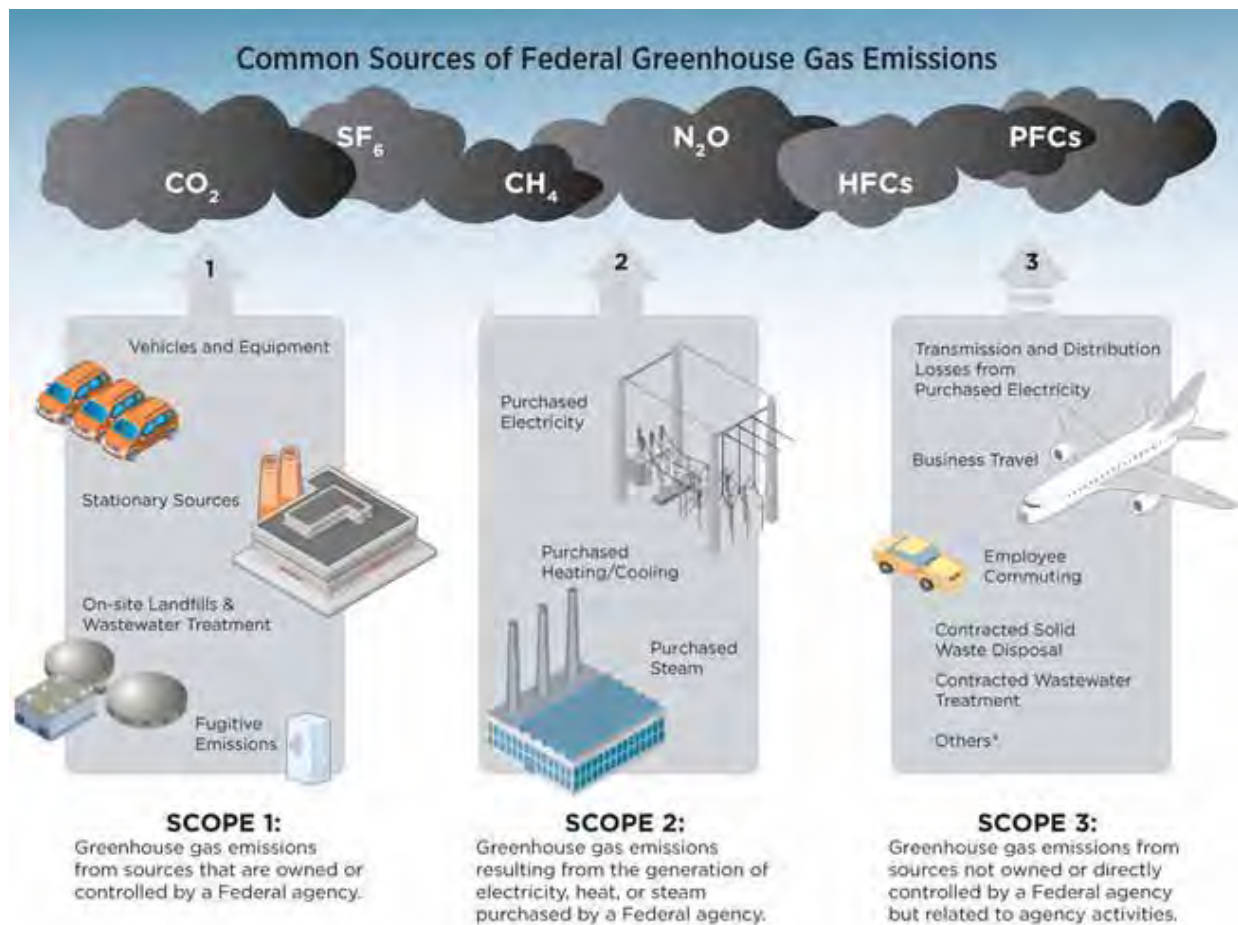 Common Sources of Federal Greenhouse Gas Emissions
CO₂
SF₆
CH₄
N₂O
HFCs
PFCs
1
Vehicles and Equipment
Stationary Sources
On-site Landfills &
Wastewater Treatment
Fugitive
Emissions
SCOPE 1:
Greenhouse gas emissions
from sources that are owned or
controlled by a Federal agency.
2
Purchased
Electricity
Purchased
Heating/Cooling
Purchased
Steam
SCOPE 2:
Greenhouse gas emissions
resulting from the generation of
electricity, heat, or steam
purchased by a Federal agency.
3
Transmission and Distribution
Losses from
Purchased Electricity
Business Travel
Employee
Commuting
Contracted Solid
Waste Disposal
Contracted Wastewater
Treatment
Others*
SCOPE 3:
Greenhouse gas emissions from
sources not owned or directly
controlled by a Federal agency
but related to agency activities.